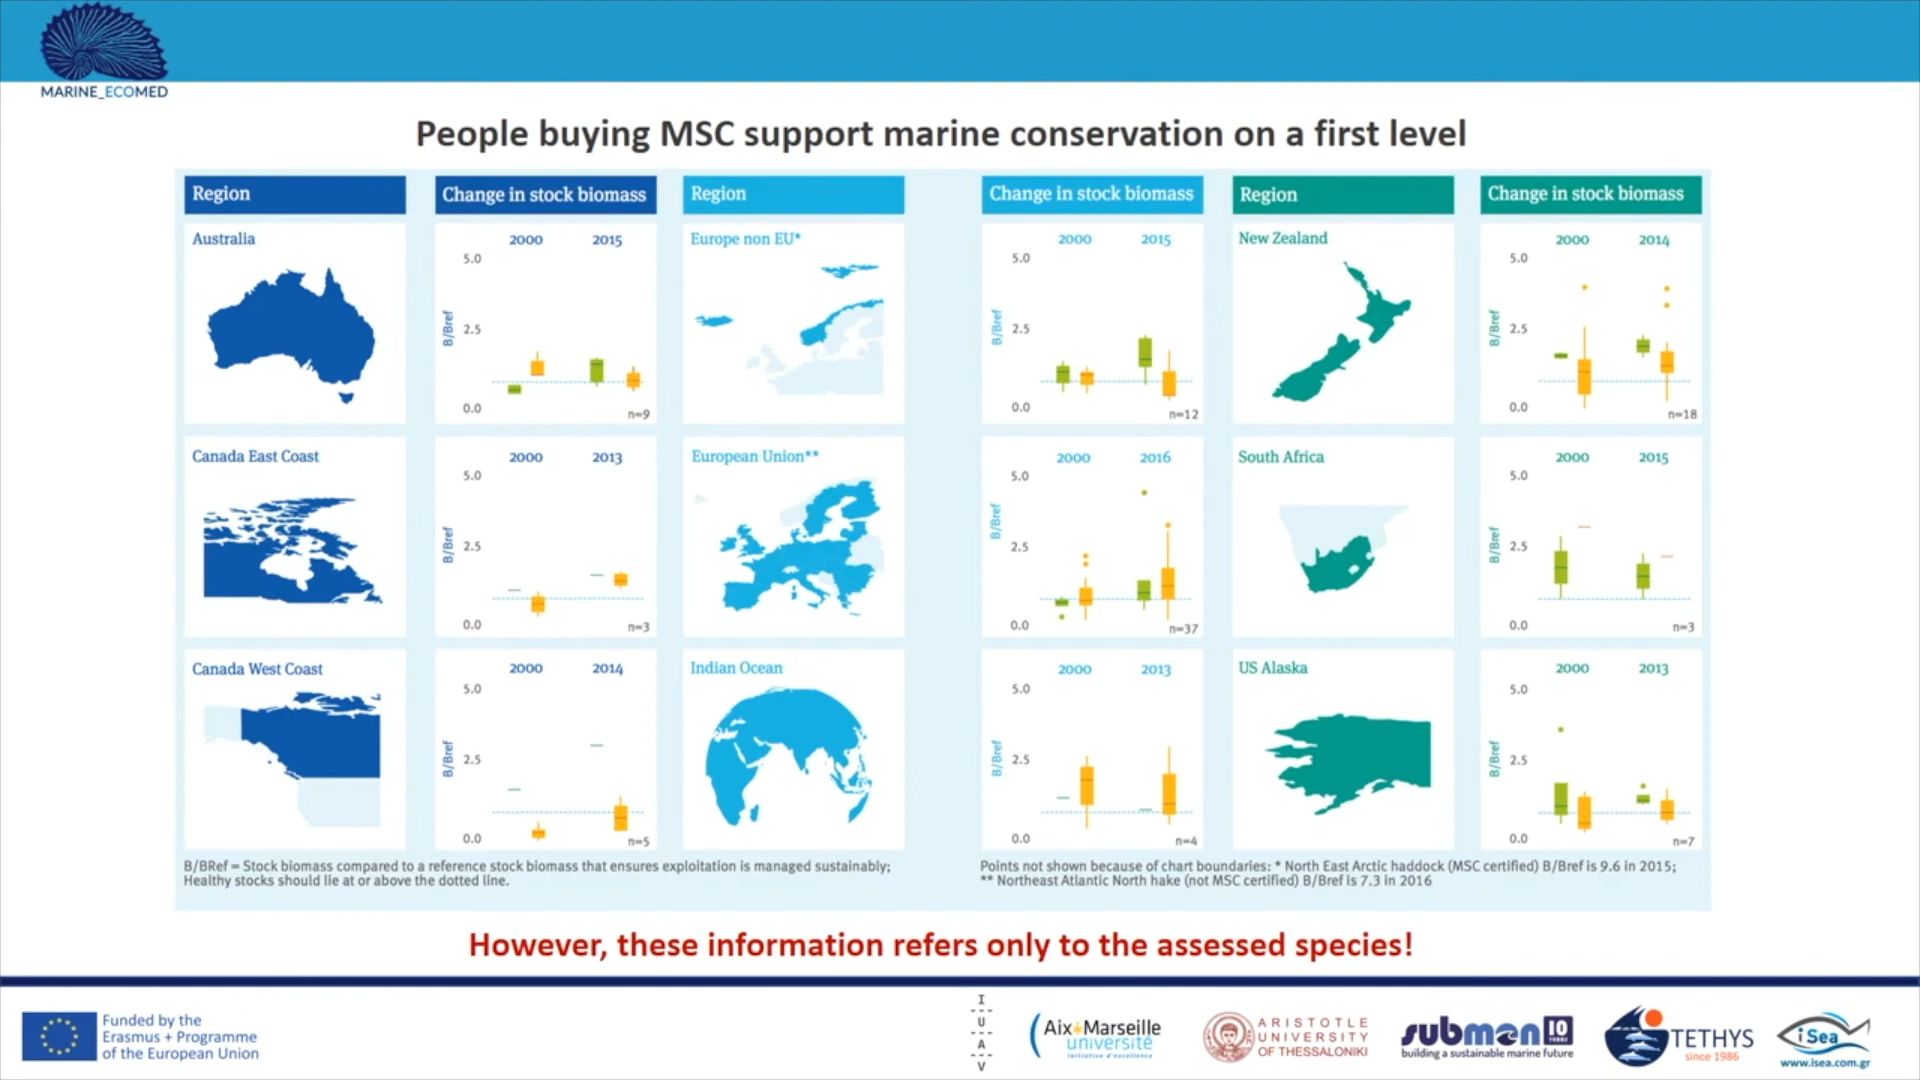 MARINE_ECOMED
People buying MSC support marine conservation on a first level
Region
Change in stock biomass
Region
Change in stock biomass
Region
Change in stock biomass
Australia
2000 2015
5.0
B/Bref
2.5
0.0
n=9
Europe non EU*
2000 2015
5.0
B/Bref
2.5
0.0
n=12
New Zealand
2000 2014
5.0
B/Bref
2.5
0.0
n=18
Canada East Coast
2000 2013
5.0
B/Bref
2.5
0.0
n=3
European Union**
2000 2016
5.0
B/Bref
2.5
0.0
n=37
South Africa
2000 2015
5.0
B/Bref
2.5
0.0
n=3
Canada West Coast
2000 2014
5.0
B/Bref
2.5
0.0
n=5
Indian Ocean
2000 2013
5.0
B/Bref
2.5
0.0
n=4
US Alaska
2000 2013
5.0
B/Bref
2.5
0.0
n=7
B/BRef = Stock biomass compared to a reference stock biomass that ensures exploitation is managed sustainably;
Healthy stocks should lie at or above the dotted line.
Points not shown because of chart boundaries: * North East Arctic haddock (MSC certified) B/Bref is 9.6 in 2015;
** Northeast Atlantic North hake (not MSC certified) B/Bref is 7.3 in 2016
However, these information refers only to the assessed species!
Funded by the
Erasmus + Programme
of the European Union
I
U
A
V
Aix*Marseille
université
Initiative d'excellence
ARISTOTLE
UNIVERSITY
OF THESSALONIKI
submon 10
building a sustainable marine future
TETHYS
since 1986
iSea
www.isea.com.gr